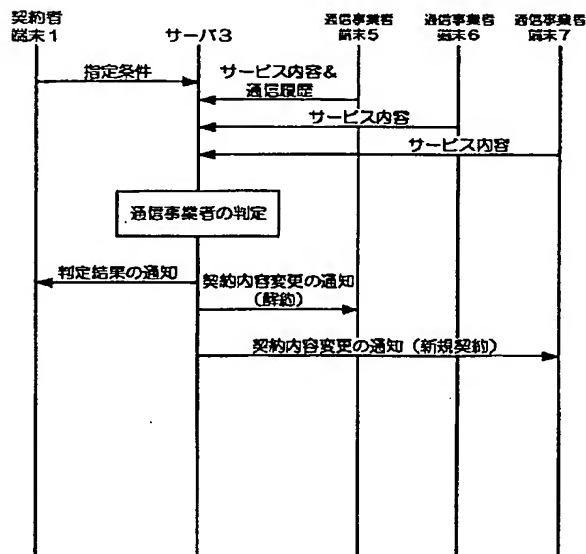 契約者
端末1
サーバ3
通信事業者
端末5
通信事業者
端末6
通信事業者
端末7
指定条件
サービス内容&
通信履歴
サービス内容
サービス内容
通信事業者の判定
判定結果の通知
契約内容変更の通知
(解約)
契約内容変更の通知（新規契約）